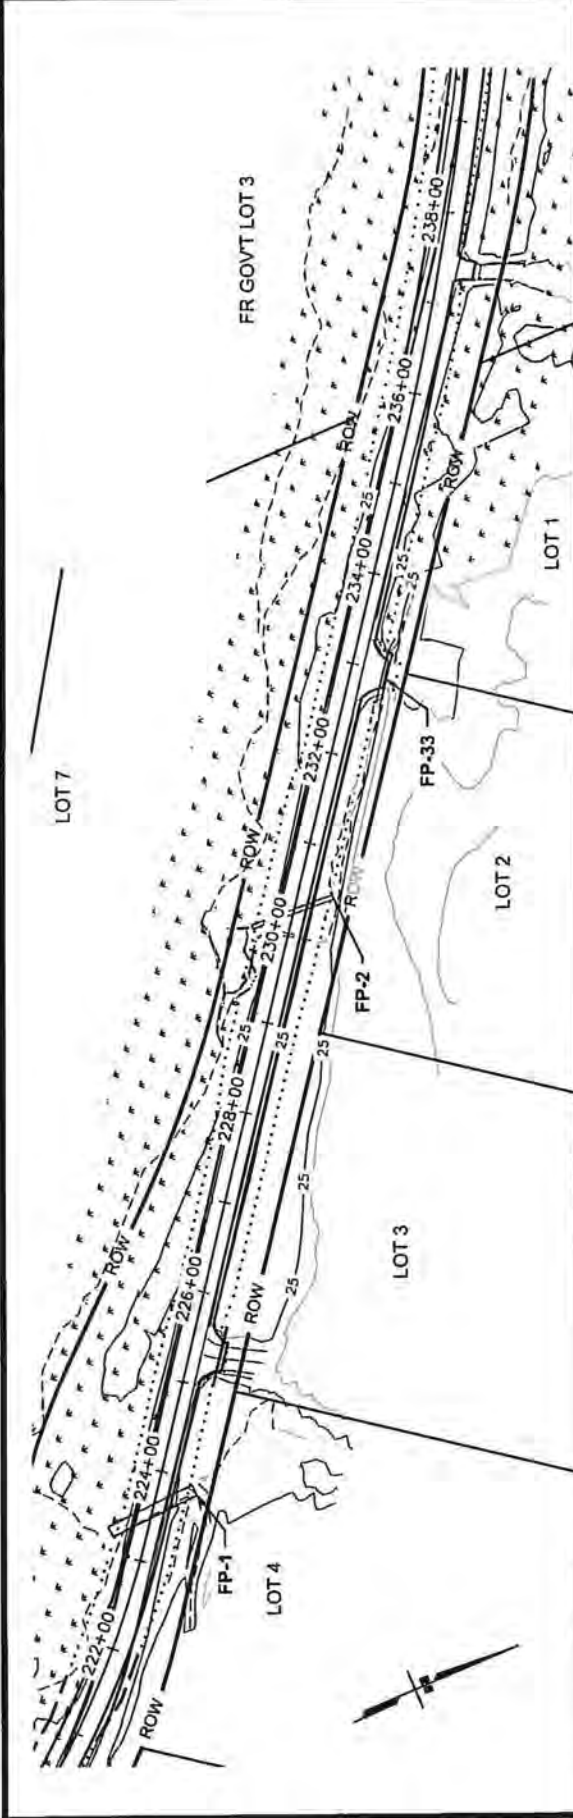 FR GOV'T LOT 3
LOT 7
238+00
236+00
ROW
25
234+00
ROW
25
25
LOT 1
232+00
FP-33
ROW
230+00
ROW
LOT 2
FP-2
25
25
25
228+00
25
LOT 3
ROW
226+00
ROW
224+00
FP-1
LOT 4
222+00
ROW